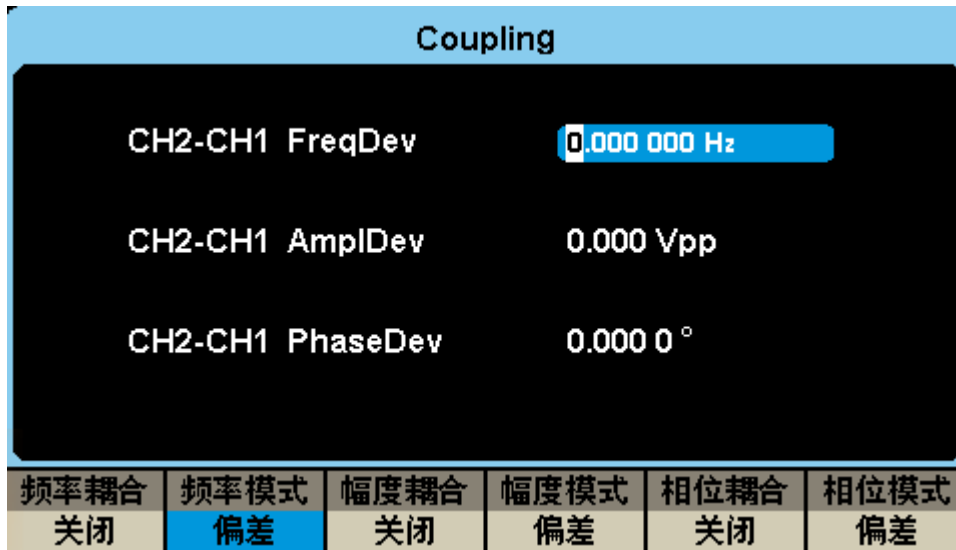 Coupling
CH2-CH1 FreqDev 0.000 000 Hz
CH2-CH1 AmplDev 0.000 Vpp
CH2-CH1 PhaseDev 0.000 0 °
频率耦合 频率模式 幅度耦合 幅度模式 相位耦合 相位模式
关闭 偏差 关闭 偏差 关闭 偏差